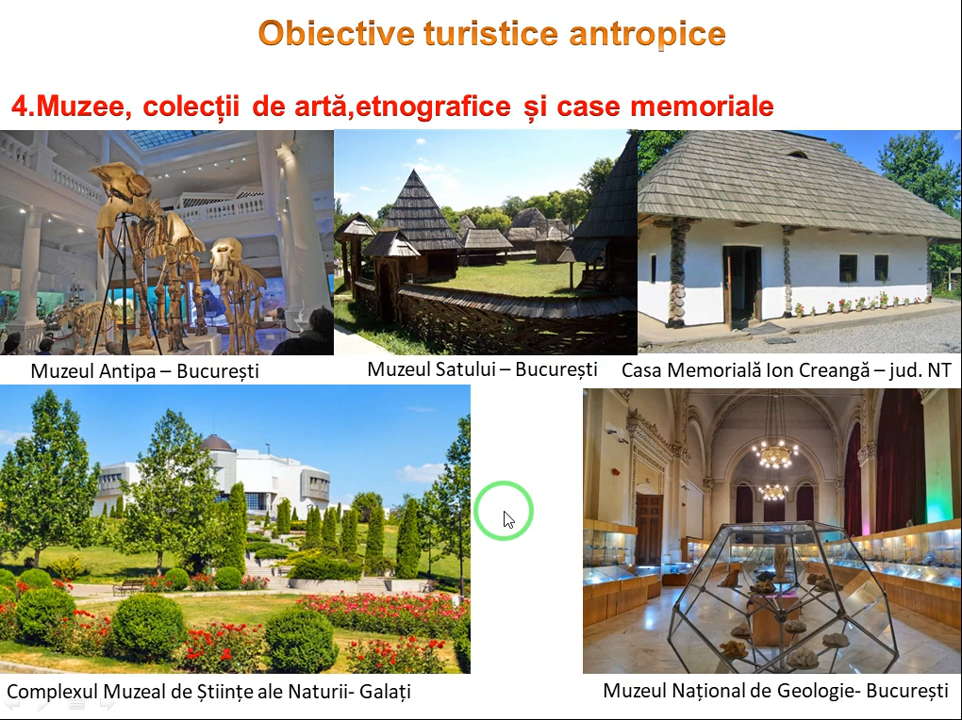 Obiective turistice antropice
4.Muzee, colecții de artă,etnografice și case memoriale
Muzeul Antipa – București
Muzeul Satului – București
Casa Memorială Ion Creangă – jud. NT
Complexul Muzeal de Științe ale Naturii- Galați
Muzeul Național de Geologie- București